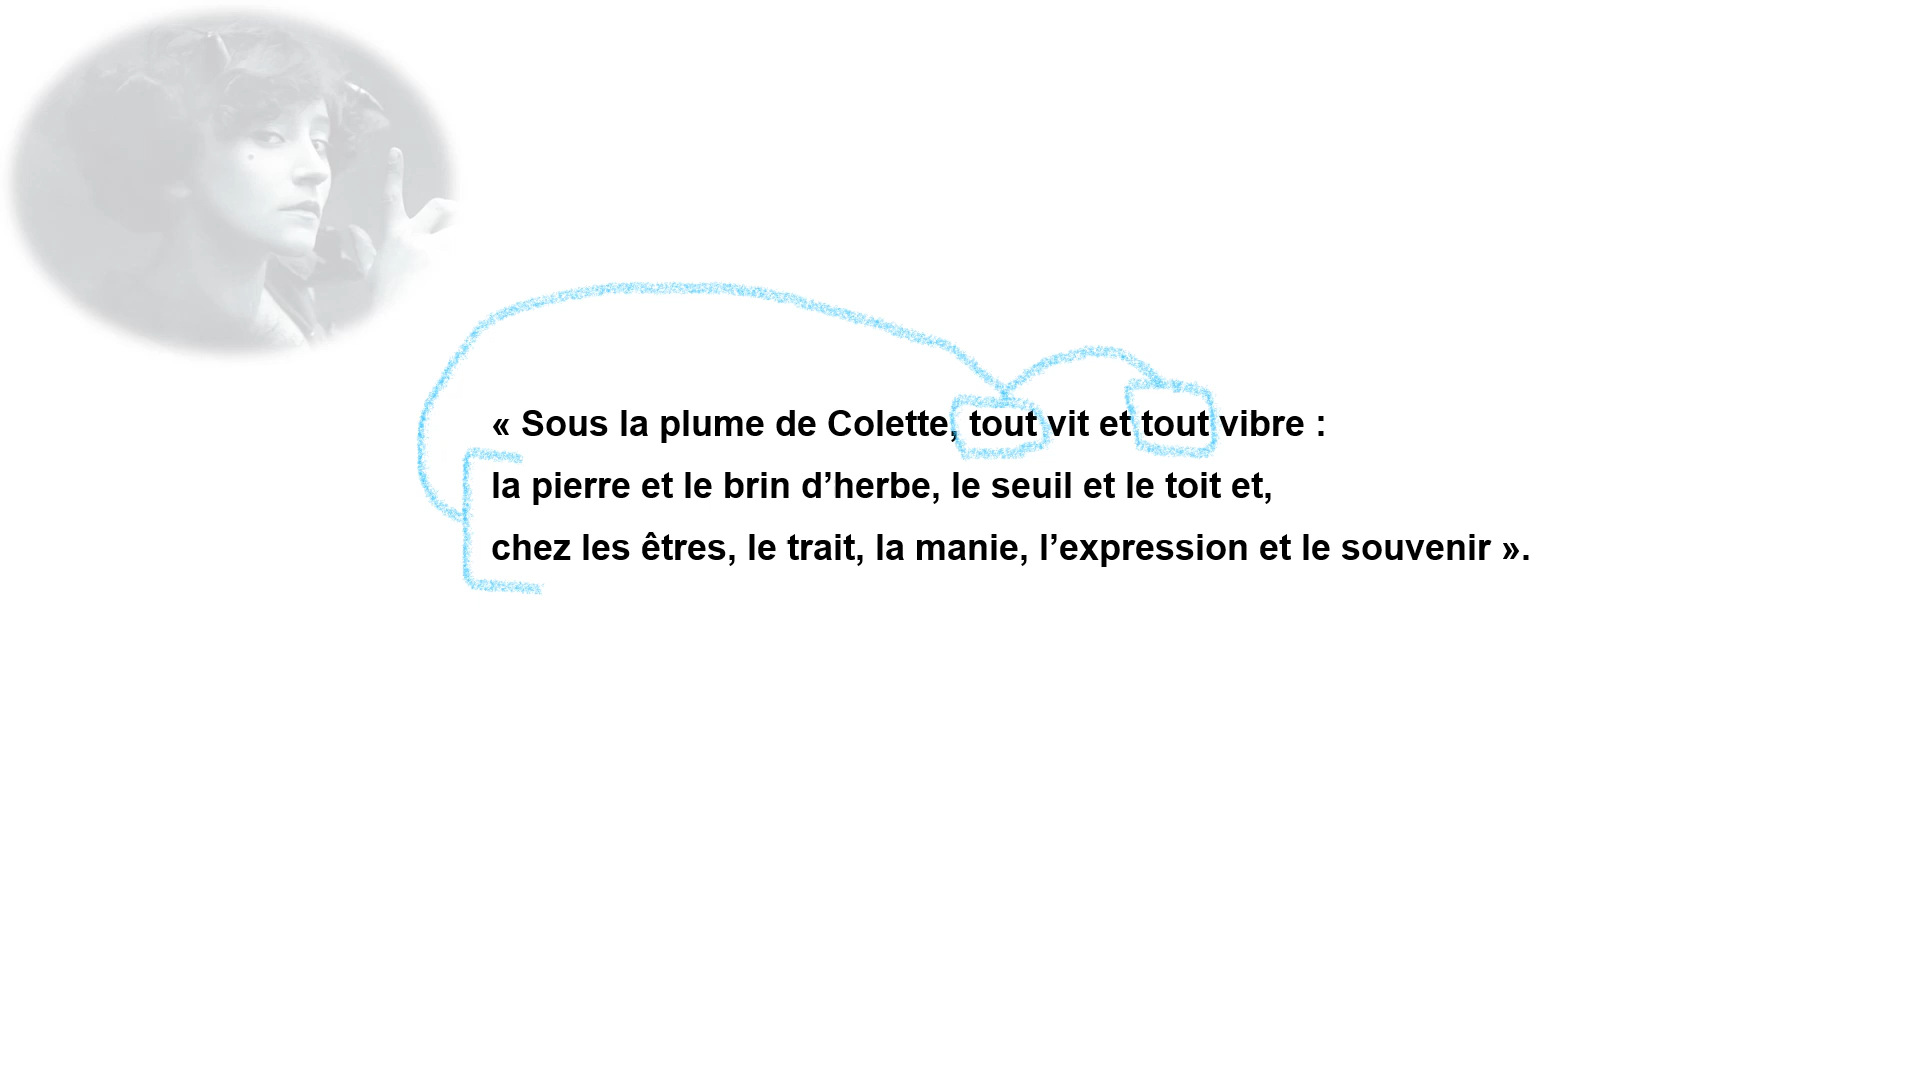 « Sous la plume de Colette, tout vit et tout vibre :
la pierre et le brin d’herbe, le seuil et le toit et,
chez les êtres, le trait, la manie, l’expression et le souvenir ».